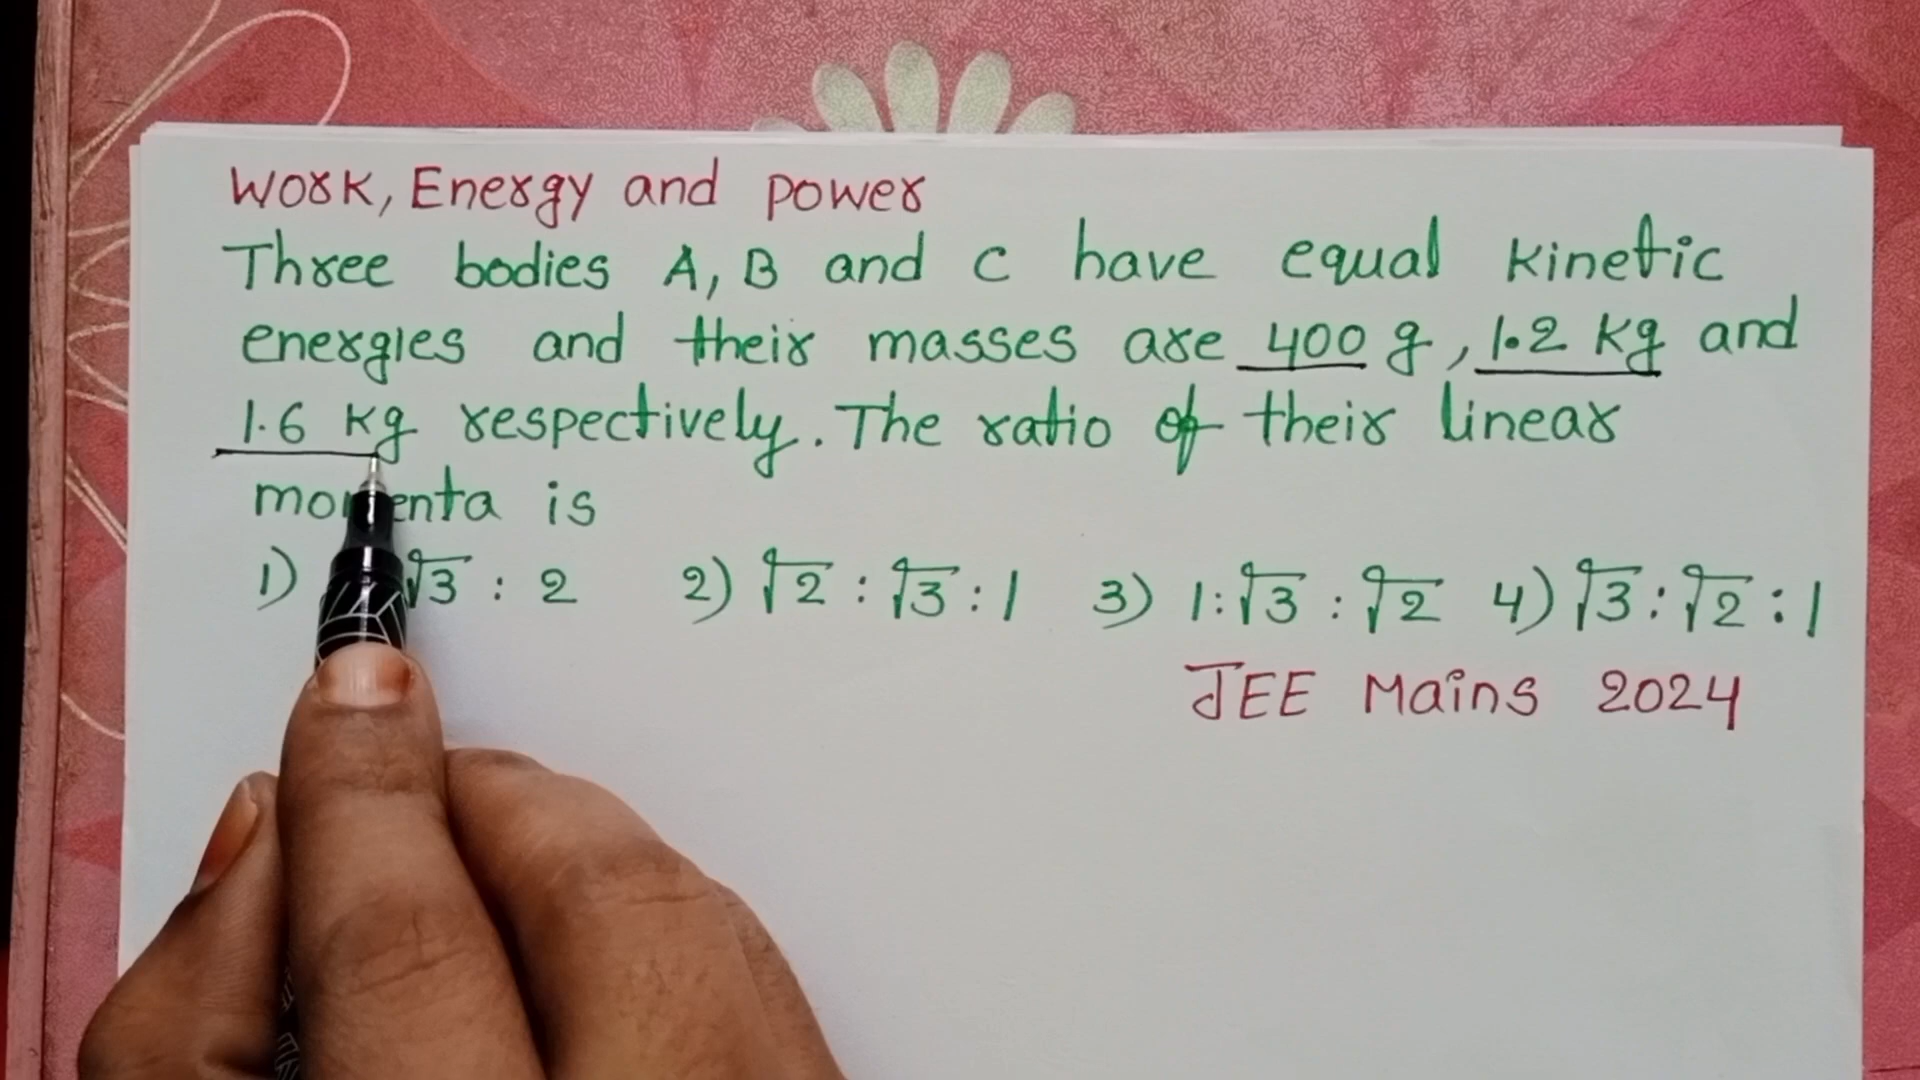 Work, Energy and power
Three bodies A, B and C have equal kinetic
energies and their masses are 400 g, 1.2 kg and
1.6 kg respectively. The ratio of their linear
is
1) √3 : 2 2) √2 : √3 : 1 3) 1 : √3 : √2 4) √3 : √2 : 1
JEE Mains 2024